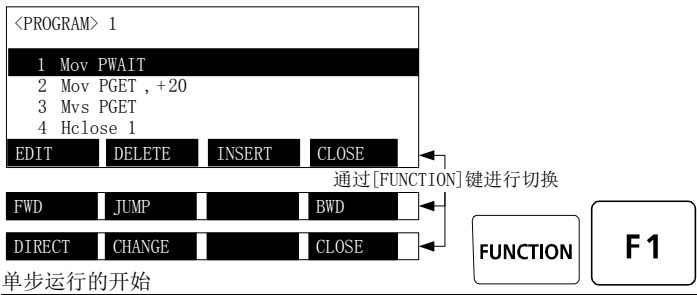 <PROGRAM> 1
1 Mov PWAIT
2 Mov PGET , +20
3 Mvs PGET
4 Hclose 1
EDIT DELETE INSERT CLOSE
通过[FUNCTION]键进行切换
FWD JUMP BWD
DIRECT CHANGE CLOSE
FUNCTION F1
单步运行的开始